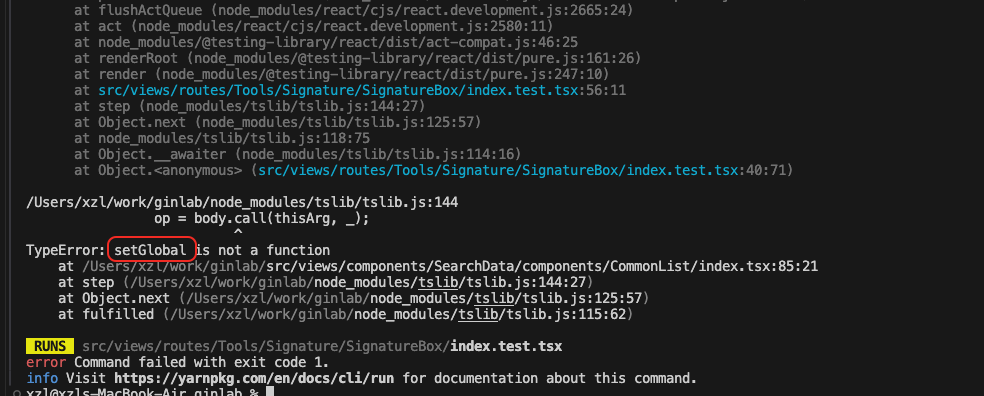 at flushActQueue (node_modules/react/cjs/react.development.js:2665:24)
at act (node_modules/react/cjs/react.development.js:2580:11)
at node_modules/@testing-library/react/dist/act-compat.js:46:25
at renderRoot (node_modules/@testing-library/react/dist/pure.js:161:26)
at render (node_modules/@testing-library/react/dist/pure.js:247:10)
at src/views/routes/Tools/Signature/SignatureBox/index.test.tsx:56:11
at step (node_modules/tslib/tslib.js:144:27)
at Object.next (node_modules/tslib/tslib.js:125:57)
at node_modules/tslib/tslib.js:118:75
at Object.__awaiter (node_modules/tslib/tslib.js:114:16)
at Object.<anonymous> (src/views/routes/Tools/Signature/SignatureBox/index.test.tsx:40:71)
/Users/xzl/work/ginlab/node_modules/tslib/tslib.js:144
op = body.call(thisArg, _);
^
TypeError: setGlobal is not a function
at /Users/xzl/work/ginlab/src/views/components/SearchData/components/CommonList/index.tsx:85:21
at step (/Users/xzl/work/ginlab/node_modules/tslib/tslib.js:144:27)
at Object.next (/Users/xzl/work/ginlab/node_modules/tslib/tslib.js:125:57)
at fulfilled (/Users/xzl/work/ginlab/node_modules/tslib/tslib.js:115:62)
RUNS src/views/routes/Tools/Signature/SignatureBox/index.test.tsx
error Command failed with exit code 1.
info Visit https://yarnpkg.com/en/docs/cli/run for documentation about this command.
xzl@xzls-MacBook-Air ginlab %